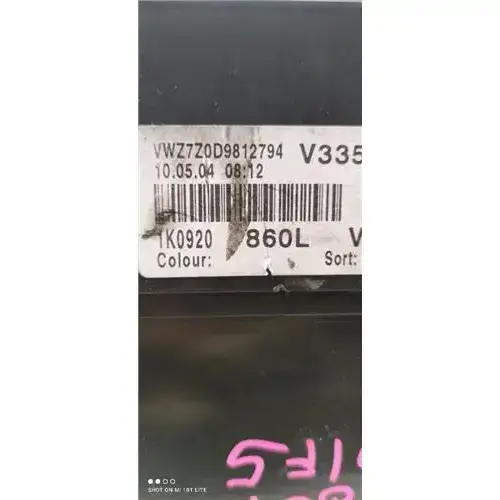 VWZ7Z0D9812794 V335
10.05.04 08:12
1K0920 860L V
Colour: Sort:
SHOT ON MI 10T LITE